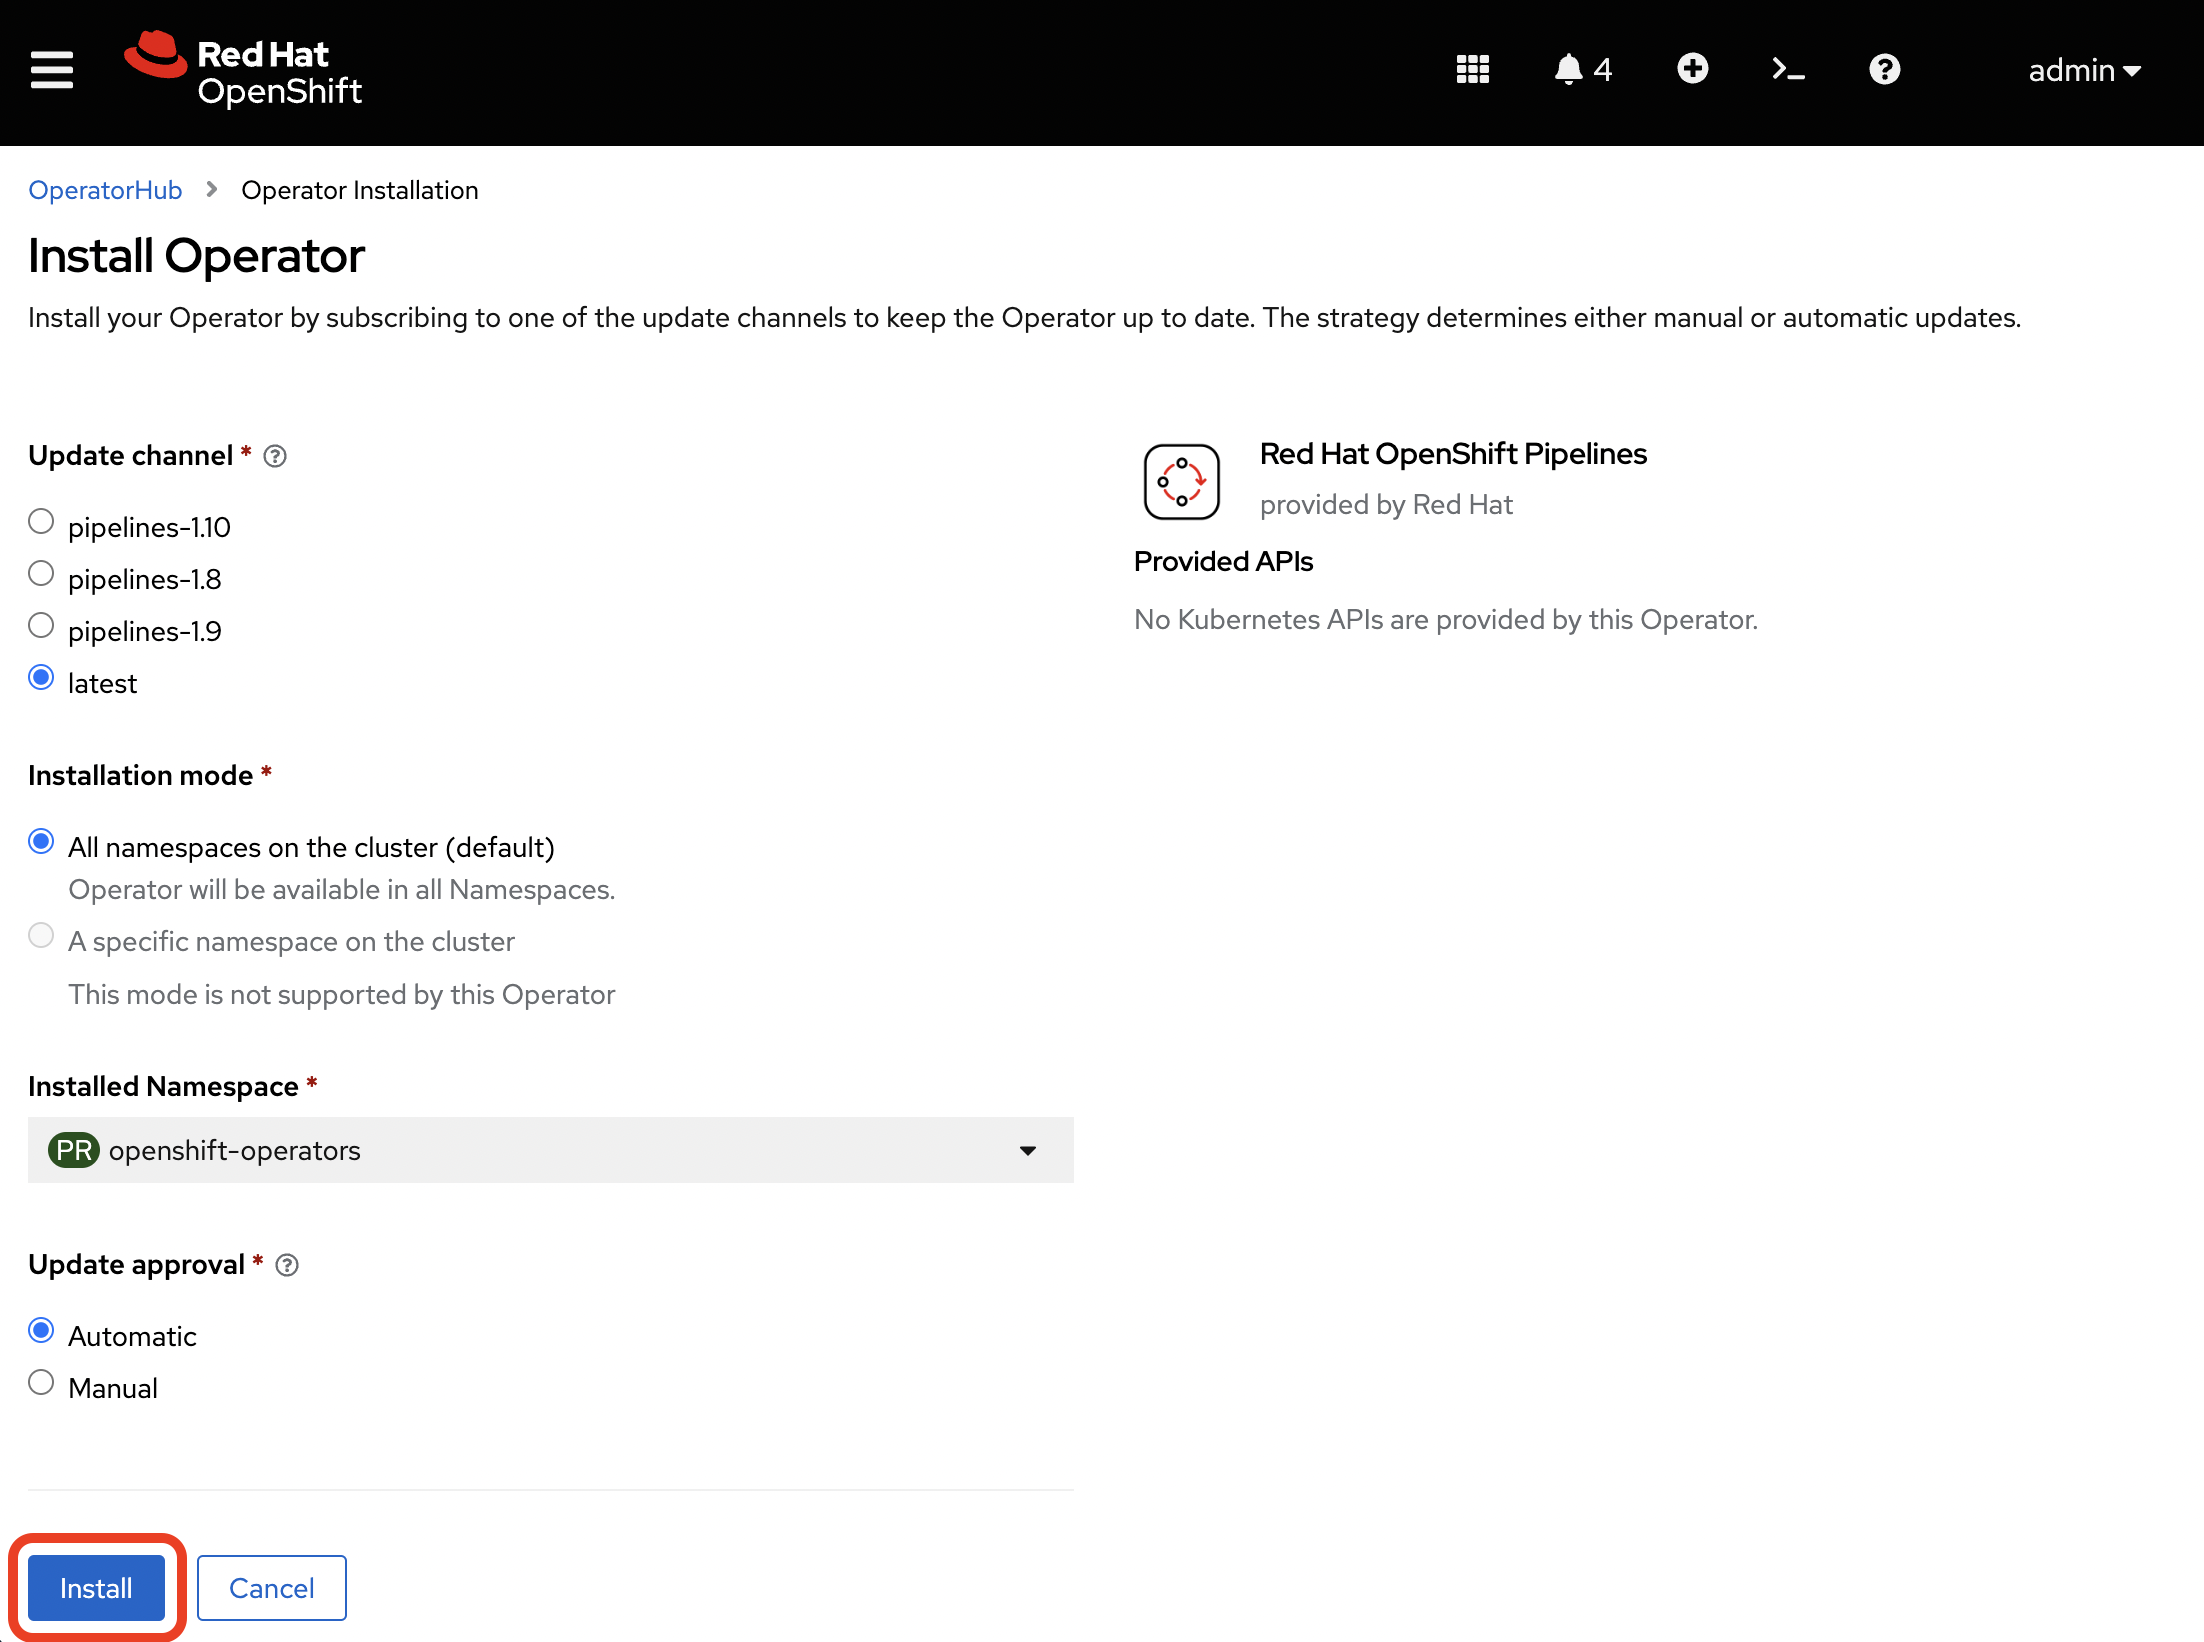 Red Hat
OpenShift
4
admin
OperatorHub
Operator Installation
Install Operator
Install your Operator by subscribing to one of the update channels to keep the Operator up to date. The strategy determines either manual or automatic updates.
Update channel *
pipelines-1.10
pipelines-1.8
pipelines-1.9
latest
Installation mode *
All namespaces on the cluster (default)
Operator will be available in all Namespaces.
A specific namespace on the cluster
This mode is not supported by this Operator
Installed Namespace *
PR openshift-operators
Update approval *
Automatic
Manual
Install
Cancel
Red Hat OpenShift Pipelines
provided by Red Hat
Provided APIs
No Kubernetes APIs are provided by this Operator.